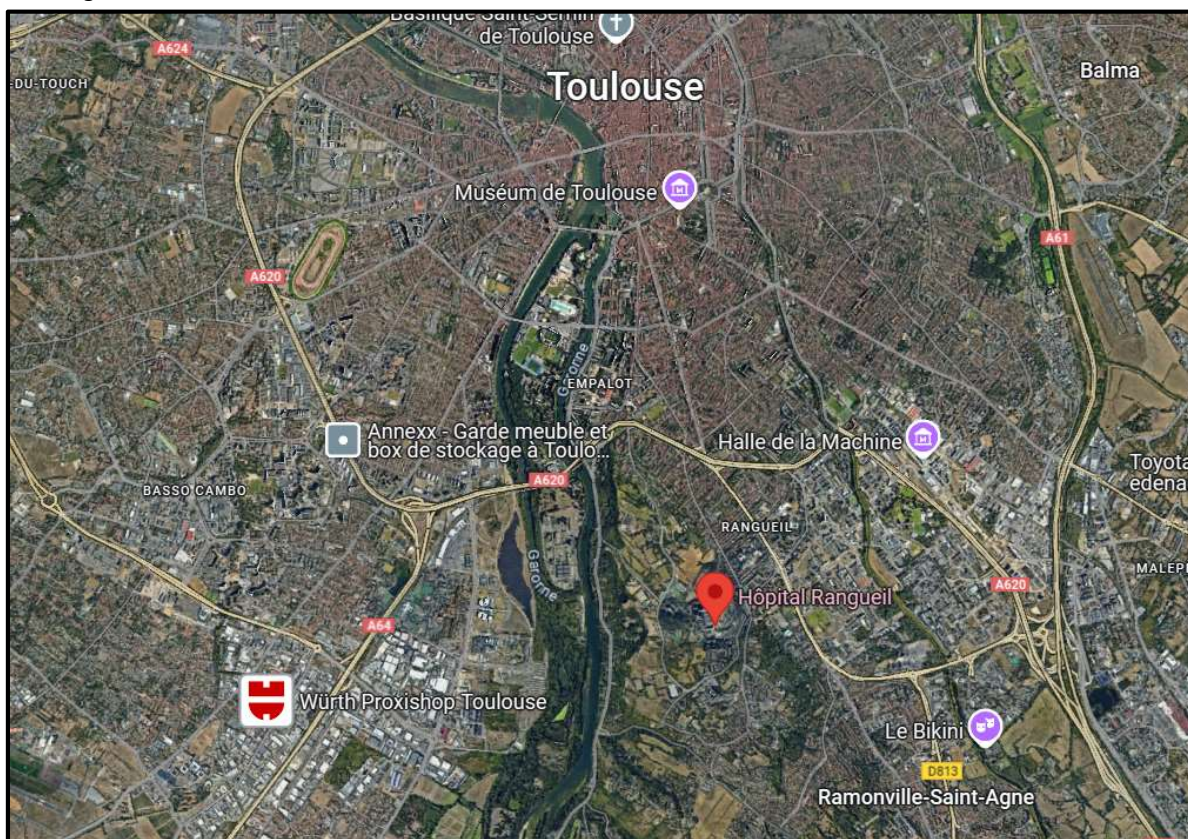 Basilique Saint-Sernin
de Toulouse
A624
Toulouse
Balma
-DU-TOUCH
Muséum de Toulouse
A61
A620
Garonne
EMPALOT
Annexx - Garde meuble et
box de stockage à Toulo...
Halle de la Machine
Toyota
edena
A620
BASSO CAMBO
RANGUEIL
Garonne
MALEP
A620
Hôpital Rangueil
A64
Würth Proxishop Toulouse
Le Bikini
D813
Ramonville-Saint-Agne